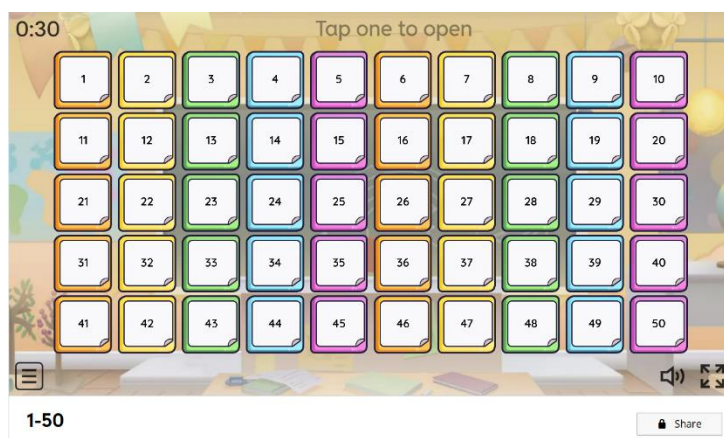 0:30 Tap one to open
1 2 3 4 5 6 7 8 9 10
11 12 13 14 15 16 17 18 19 20
21 22 23 24 25 26 27 28 29 30
31 32 33 34 35 36 37 38 39 40
41 42 43 44 45 46 47 48 49 50
1-50 Share